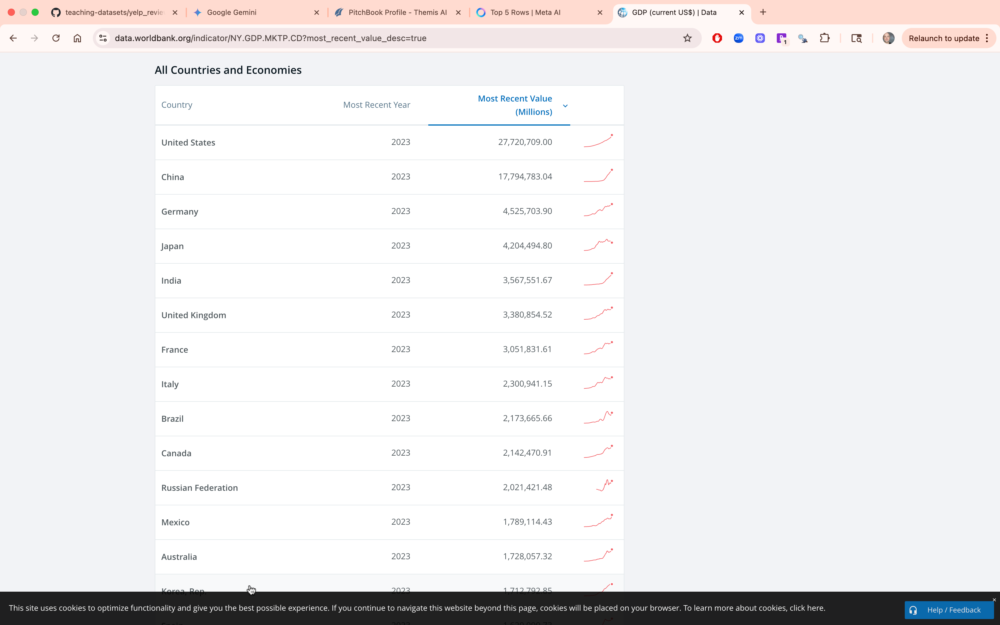 teaching-datasets/yelp_revie
Google Gemini
PitchBook Profile - Themis AI
Top 5 Rows | Meta AI
GDP (current US$) | Data
data.worldbank.org/indicator/NY.GDP.MKTP.CD?most_recent_value_desc=true
zm
1
Relaunch to update
All Countries and Economies
Country Most Recent Year Most Recent Value
(Millions)
United States 2023 27,720,709.00
China 2023 17,794,783.04
Germany 2023 4,525,703.90
Japan 2023 4,204,494.80
India 2023 3,567,551.67
United Kingdom 2023 3,380,854.52
France 2023 3,051,831.61
Italy 2023 2,300,941.15
Brazil 2023 2,173,665.66
Canada 2023 2,142,470.91
Russian Federation 2023 2,021,421.48
Mexico 2023 1,789,114.43
Australia 2023 1,728,057.32
Korea, Rep. 2023 1,712,792.85
This site uses cookies to optimize functionality and give you the best possible experience. If you continue to navigate this website beyond this page, cookies will be placed on your browser. To learn more about cookies, click here.
Help / Feedback